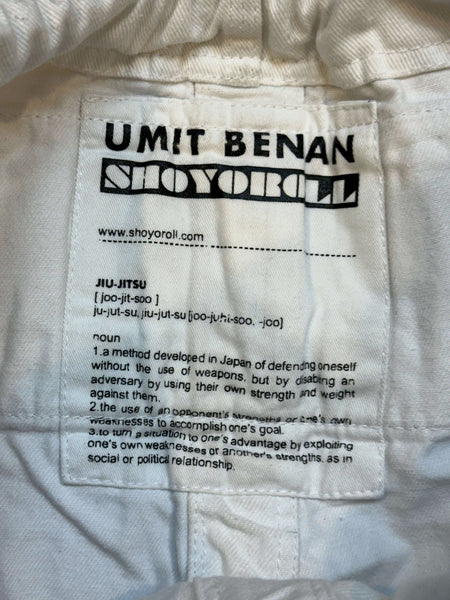 UMIT BENAN
SHOYOROLL
www.shoyoroll.com
JIU-JITSU
[ joo-jit-soo ]
ju-jut-su, jiu-jut-su [joo-juhi-soo, -joo]
noun
1.a method developed in Japan of defending oneself
without the use of weapons, but by disabling an
adversary by using their own strength and weight
against them.
2.the use of an opponent's strengths or one's own
weaknesses to accomplish one's goal.
3.to turn a situation to one's advantage by exploiting
one's own weaknesses or another's strengths, as in
social or political relationship.